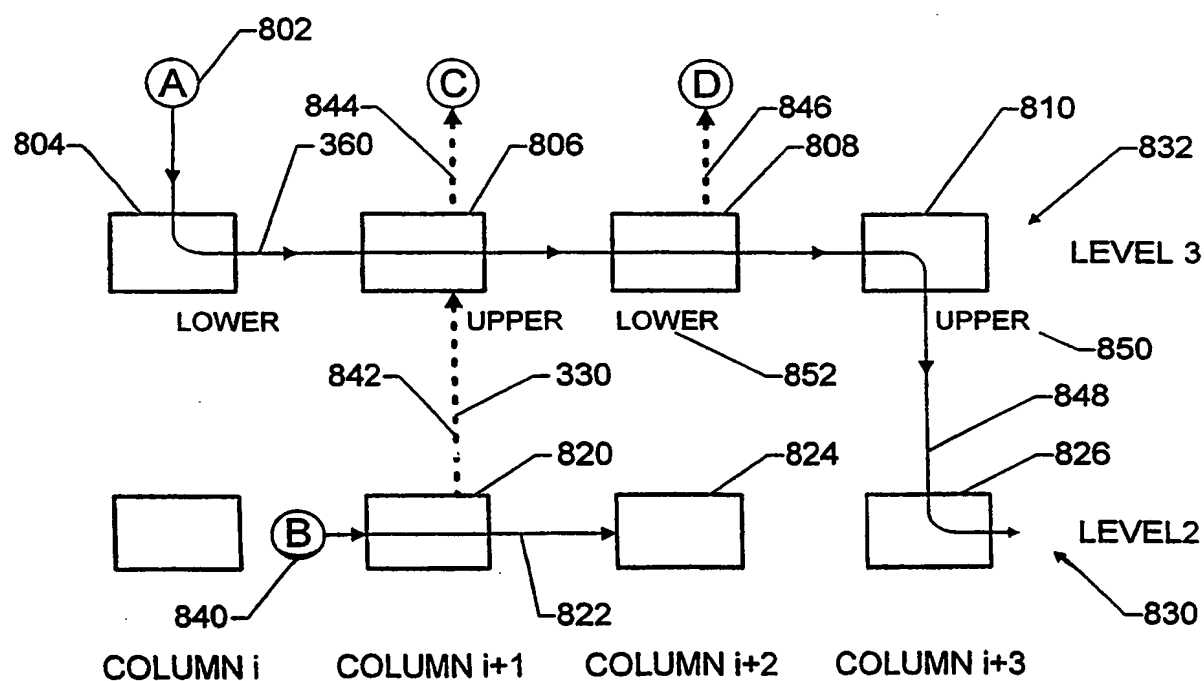 802
A
C
D
844
846
810
804
360
806
808
832
LEVEL 3
LOWER
UPPER
LOWER
UPPER
850
842
330
852
848
820
824
826
B
LEVEL2
840
822
830
COLUMN i
COLUMN i+1
COLUMN i+2
COLUMN i+3